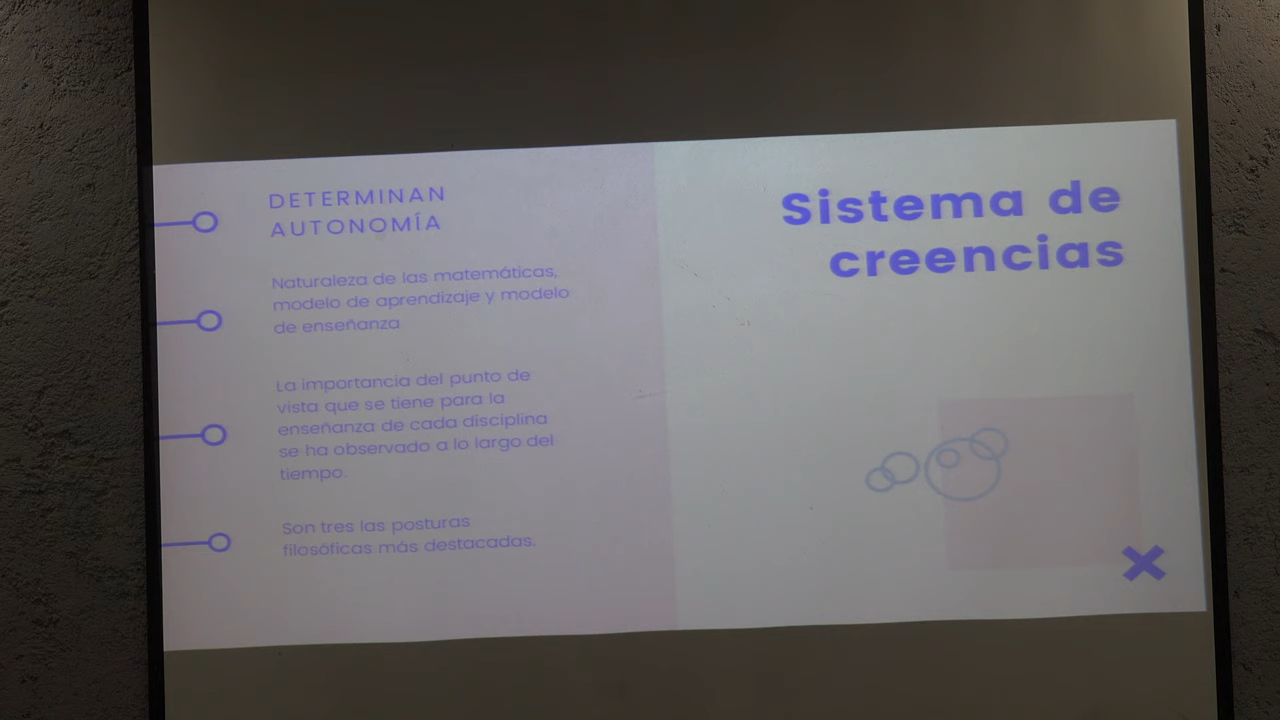 DETERMINAN
AUTONOMÍA
Naturaleza de las matemáticas,
modelo de aprendizaje y modelo
de enseñanza
La importancia del punto de
vista que se tiene para la
enseñanza de cada disciplina
se ha observado a lo largo del
tiempo.
Son tres las posturas
filosóficas más destacadas.
Sistema de
creencias